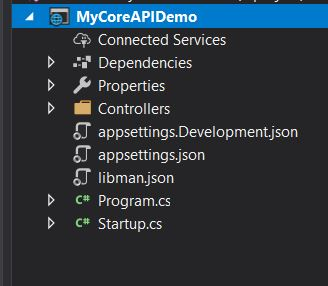 MyCoreAPIDemo
Connected Services
Dependencies
Properties
Controllers
appsettings.Development.json
appsettings.json
libman.json
C# Program.cs
C# Startup.cs